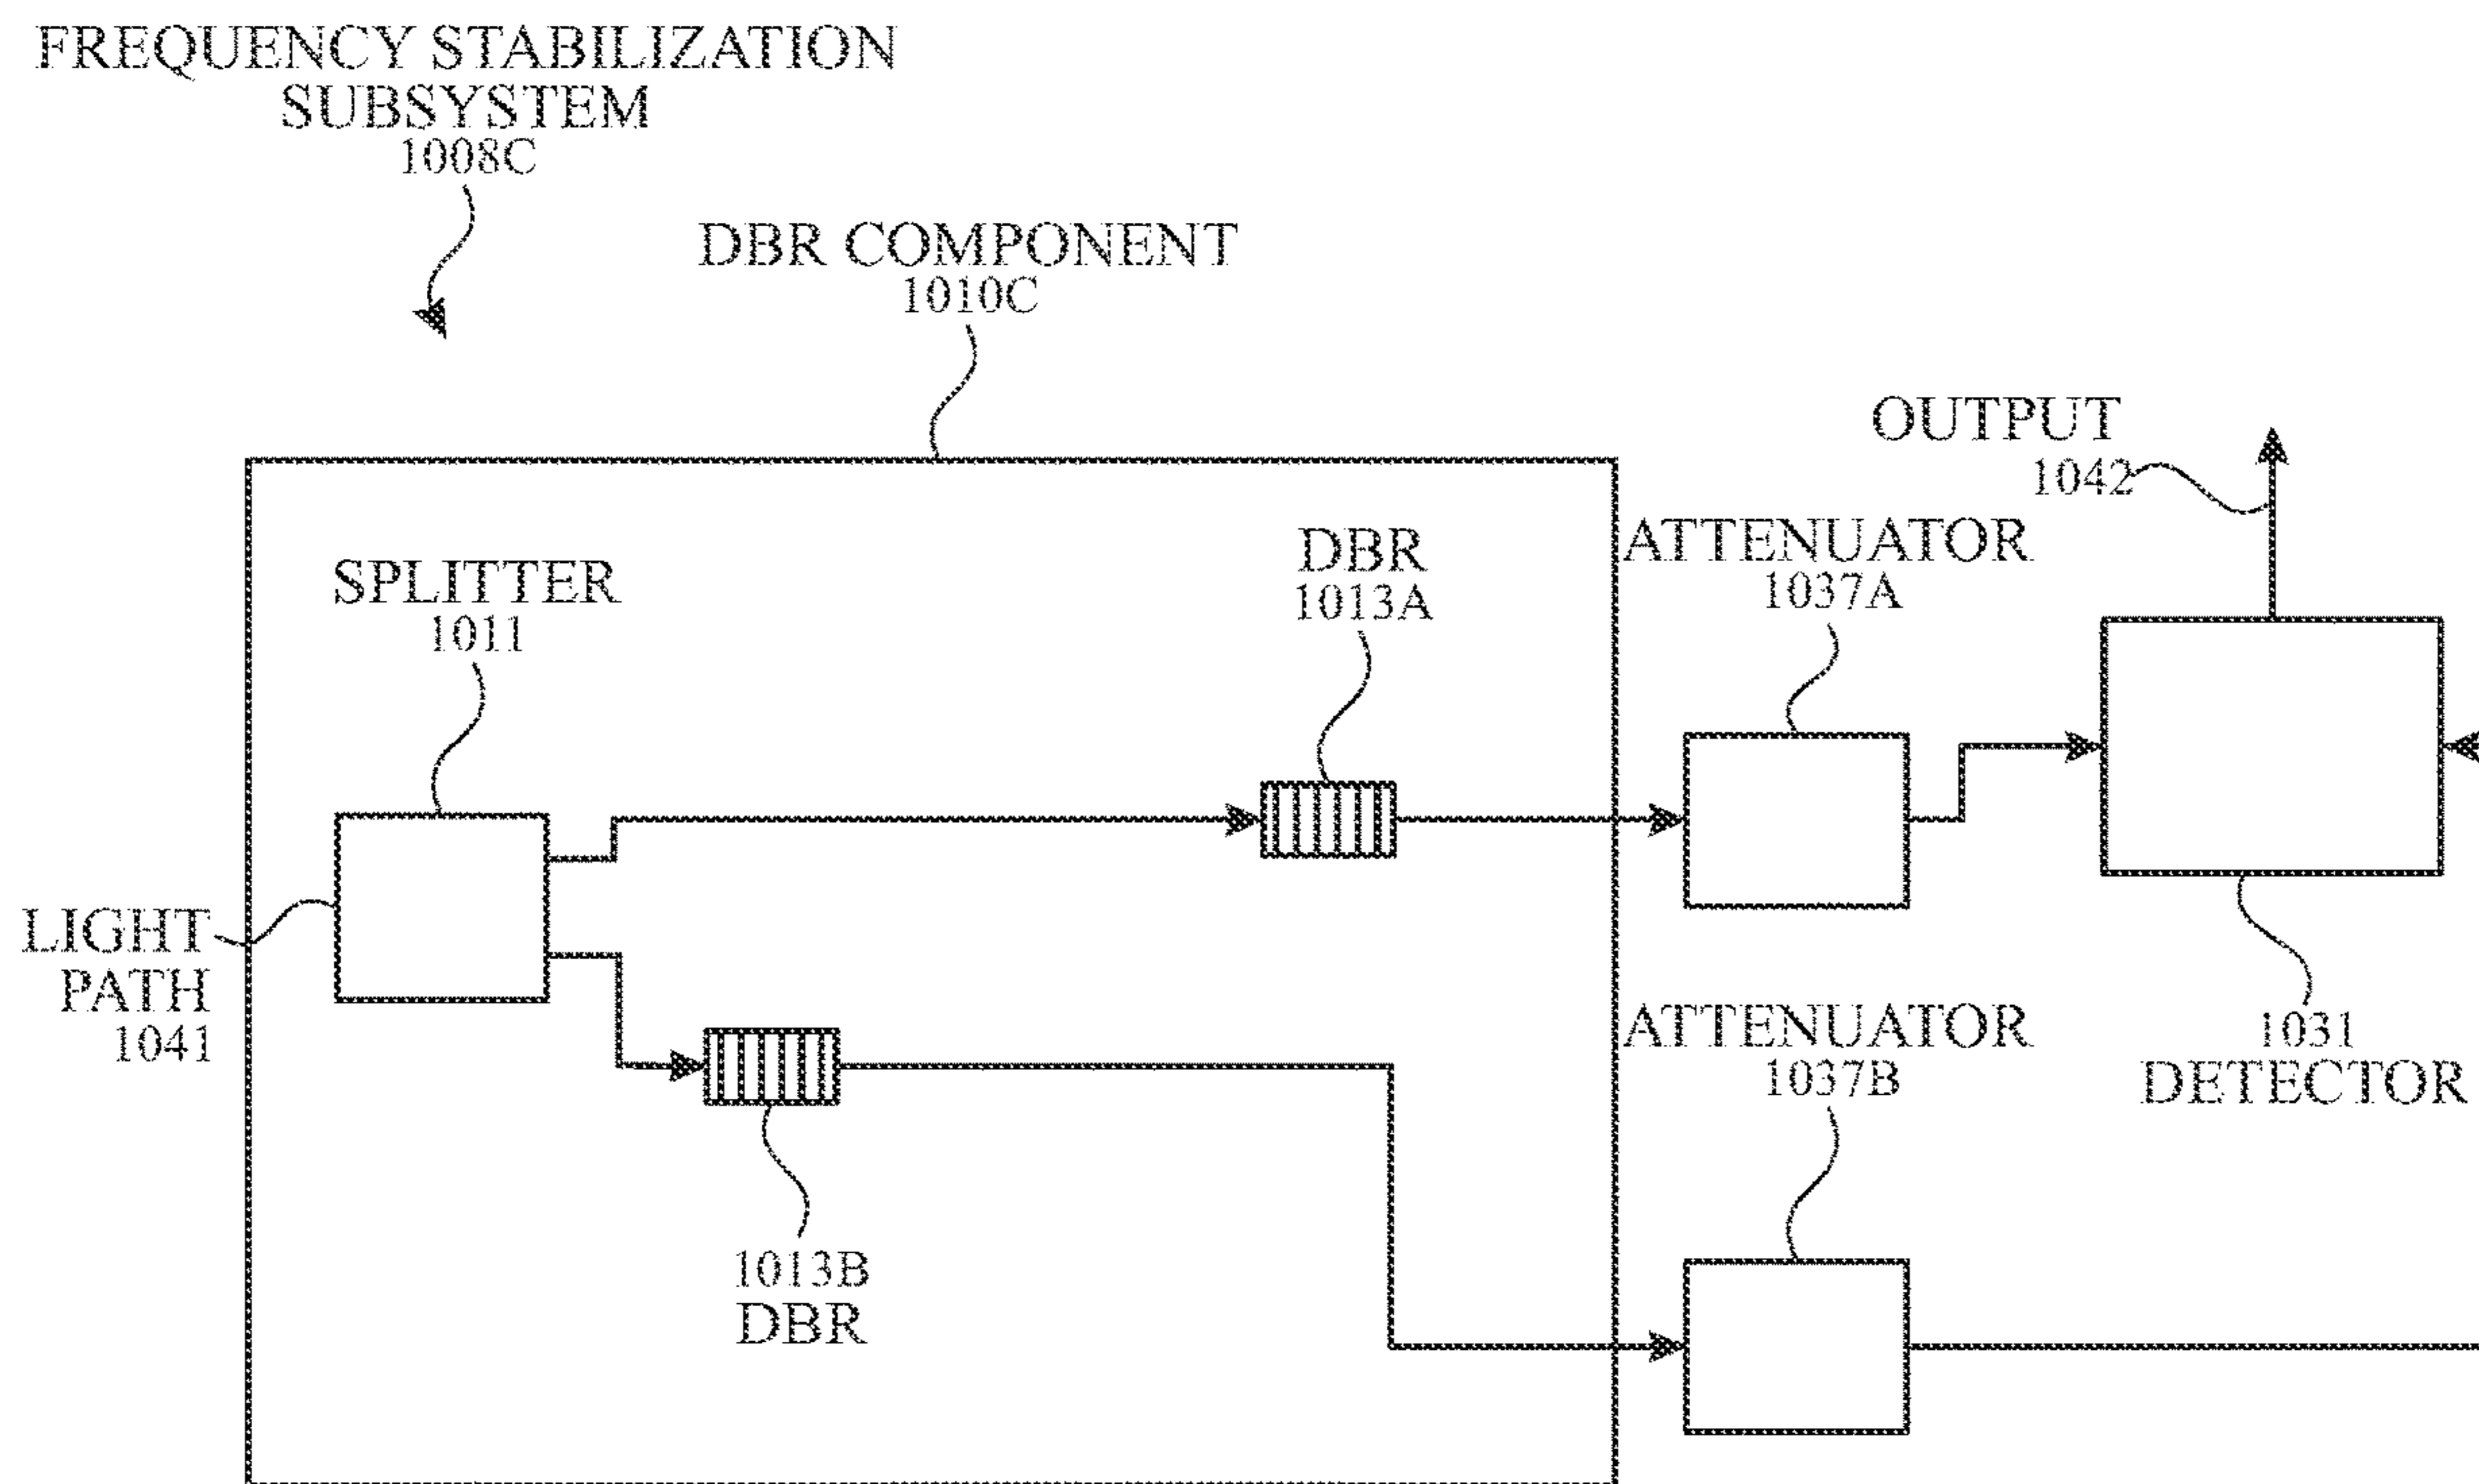 FREQUENCY STABILIZATION
SUBSYSTEM
1008C
DBR COMPONENT
1010C
OUTPUT
1042
ATTENUATOR
1037A
DBR
1013A
SPLITTER
1011
LIGHT
PATH
1041
ATTENUATOR
1037B
1031
DETECTOR
1013B
DBR